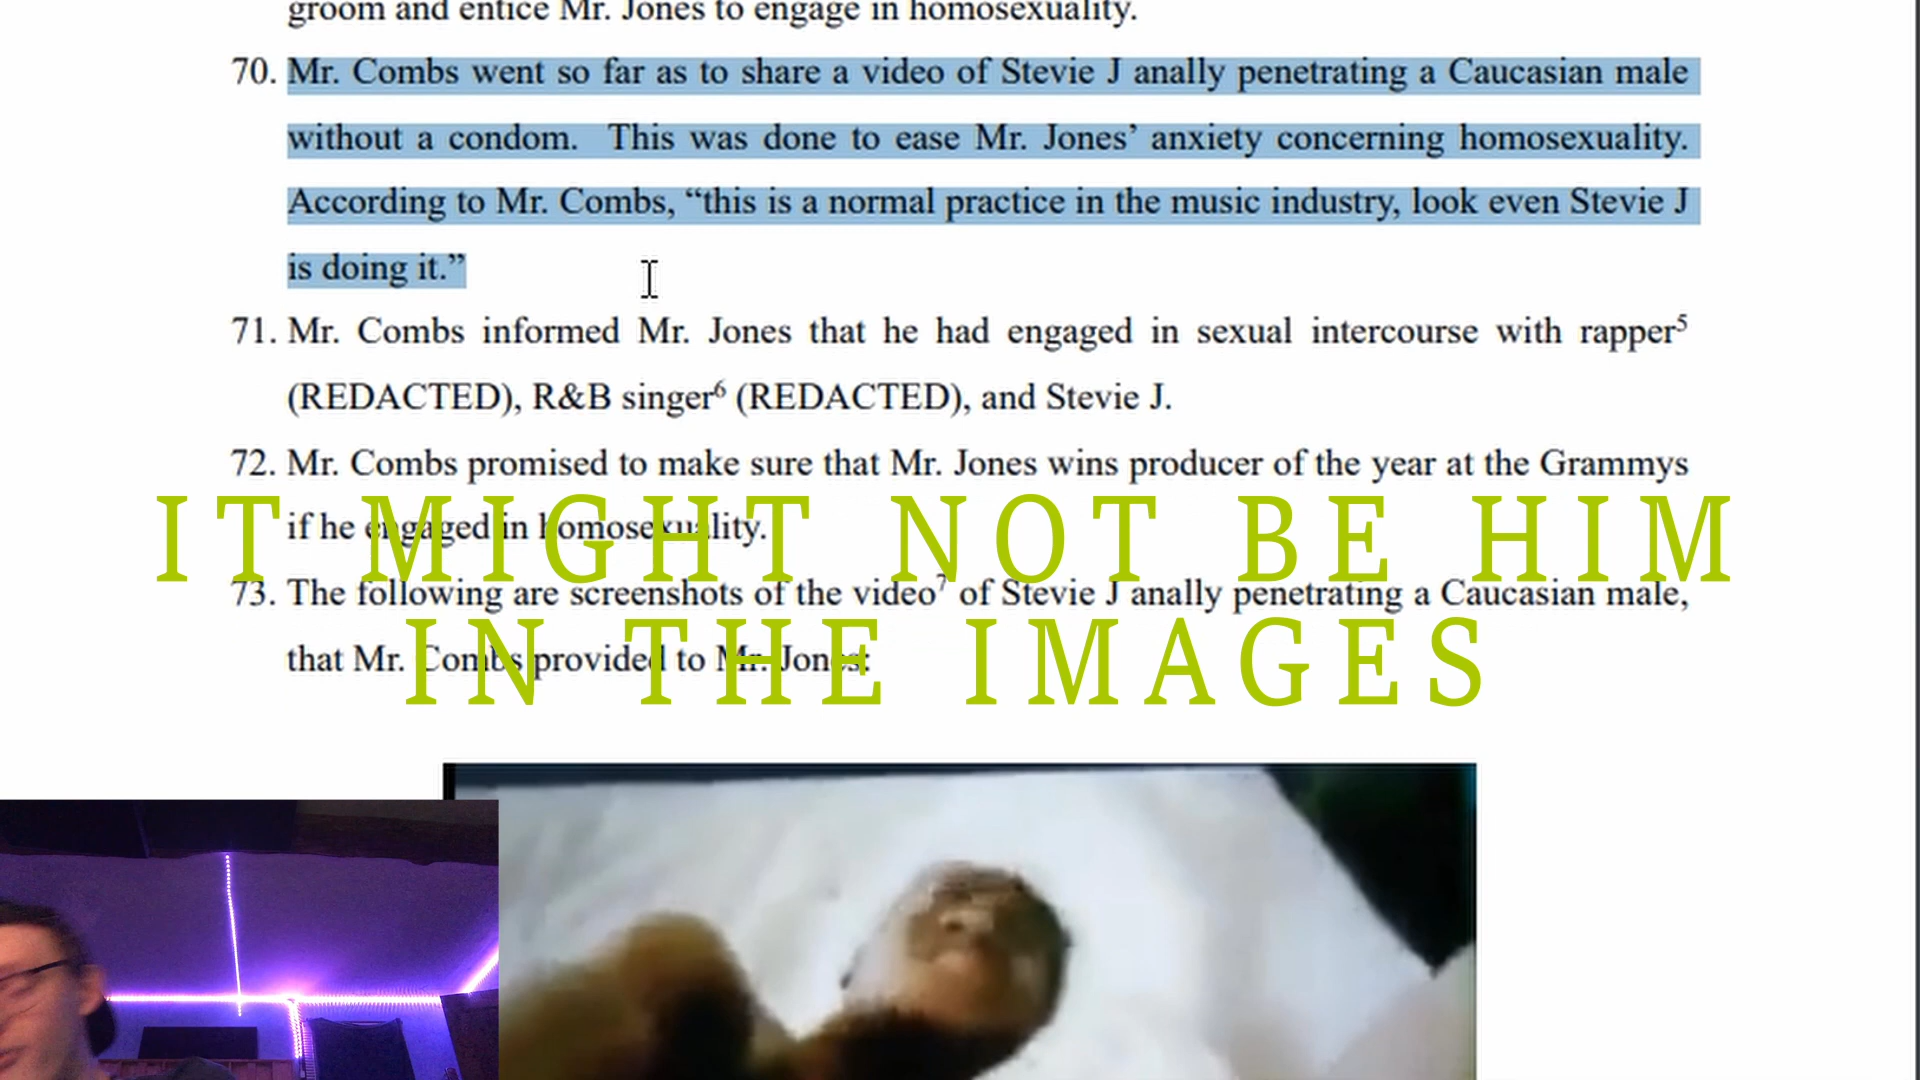 groom and entice Mr. Jones to engage in homosexuality.
70. Mr. Combs went so far as to share a video of Stevie J anally penetrating a Caucasian male
without a condom. This was done to ease Mr. Jones’ anxiety concerning homosexuality.
According to Mr. Combs, “this is a normal practice in the music industry, look even Stevie J
is doing it.”
71. Mr. Combs informed Mr. Jones that he had engaged in sexual intercourse with rapper5
(REDACTED), R&B singer6 (REDACTED), and Stevie J.
72. Mr. Combs promised to make sure that Mr. Jones wins producer of the year at the Grammys
if he engaged in homosexuality.
IT MIGHT NOT BE HIM
73. The following are screenshots of the video7 of Stevie J anally penetrating a Caucasian male,
that Mr. Combs provided to Mr. Jones:
IN THE IMAGES